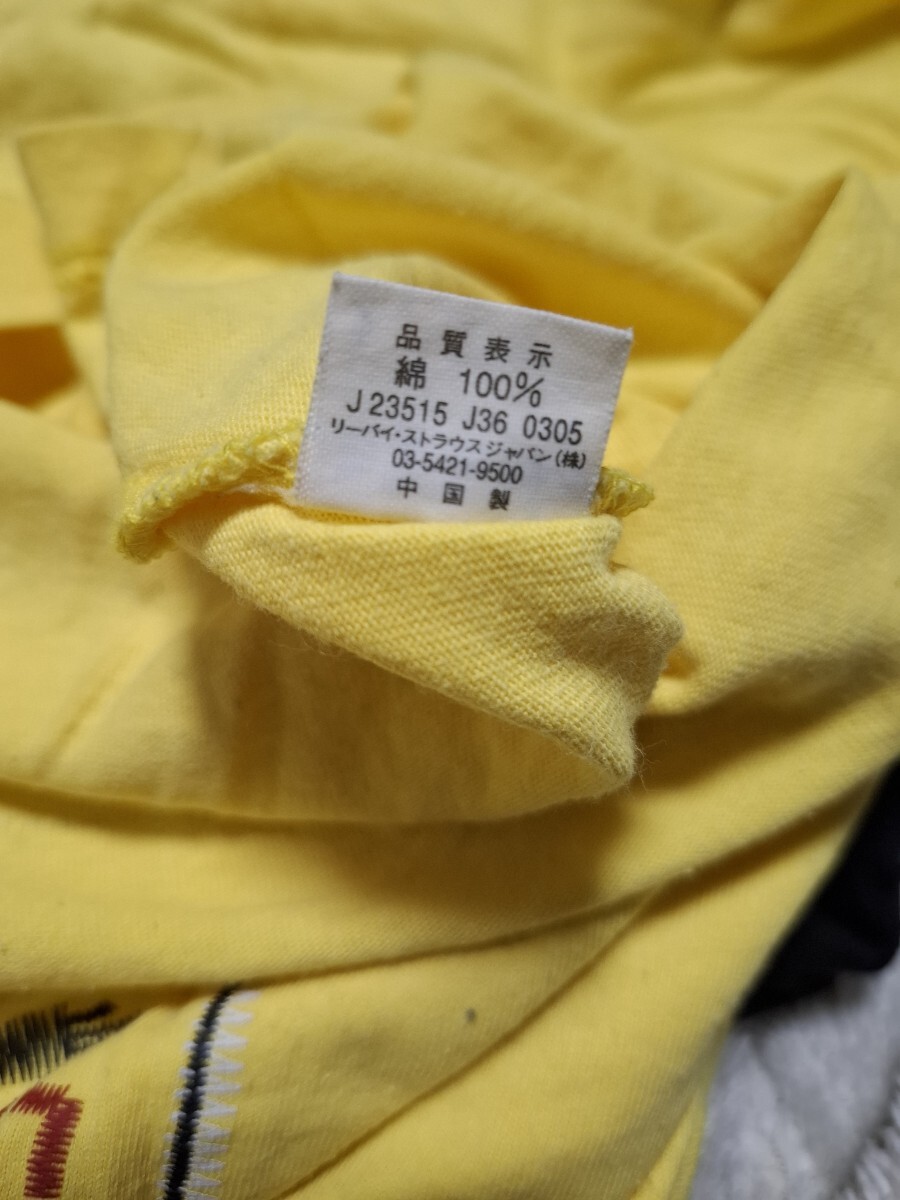 品質表示
綿 100%
J 23515 J36 0305
リーバイ・ストラウス ジャパン(株)
03-5421-9500
中国製